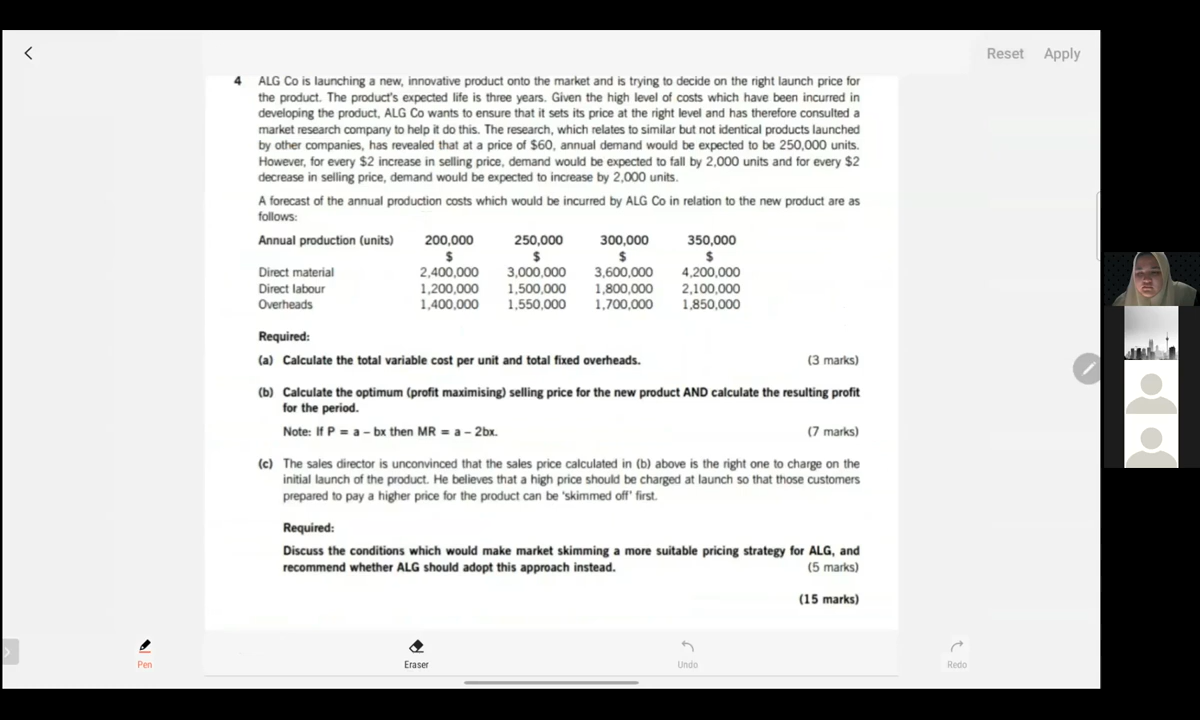 Reset Apply
4 ALG Co is launching a new, innovative product onto the market and is trying to decide on the right launch price for
the product. The product's expected life is three years. Given the high level of costs which have been incurred in
developing the product, ALG Co wants to ensure that it sets its price at the right level and has therefore consulted a
market research company to help it do this. The research, which relates to similar but not identical products launched
by other companies, has revealed that at a price of $60, annual demand would be expected to be 250,000 units.
However, for every $2 increase in selling price, demand would be expected to fall by 2,000 units and for every $2
decrease in selling price, demand would be expected to increase by 2,000 units.
A forecast of the annual production costs which would be incurred by ALG Co in relation to the new product are as
follows:
Annual production (units) 200,000 250,000 300,000 350,000
$ $ $ $
Direct material 2,400,000 3,000,000 3,600,000 4,200,000
Direct labour 1,200,000 1,500,000 1,800,000 2,100,000
Overheads 1,400,000 1,550,000 1,700,000 1,850,000
Required:
(a) Calculate the total variable cost per unit and total fixed overheads. (3 marks)
(b) Calculate the optimum (profit maximising) selling price for the new product AND calculate the resulting profit
for the period.
Note: If P = a – bx then MR = a – 2bx. (7 marks)
(c) The sales director is unconvinced that the sales price calculated in (b) above is the right one to charge on the
initial launch of the product. He believes that a high price should be charged at launch so that those customers
prepared to pay a higher price for the product can be 'skimmed off' first.
Required:
Discuss the conditions which would make market skimming a more suitable pricing strategy for ALG, and
recommend whether ALG should adopt this approach instead. (5 marks)
(15 marks)
Pen Eraser Undo Redo